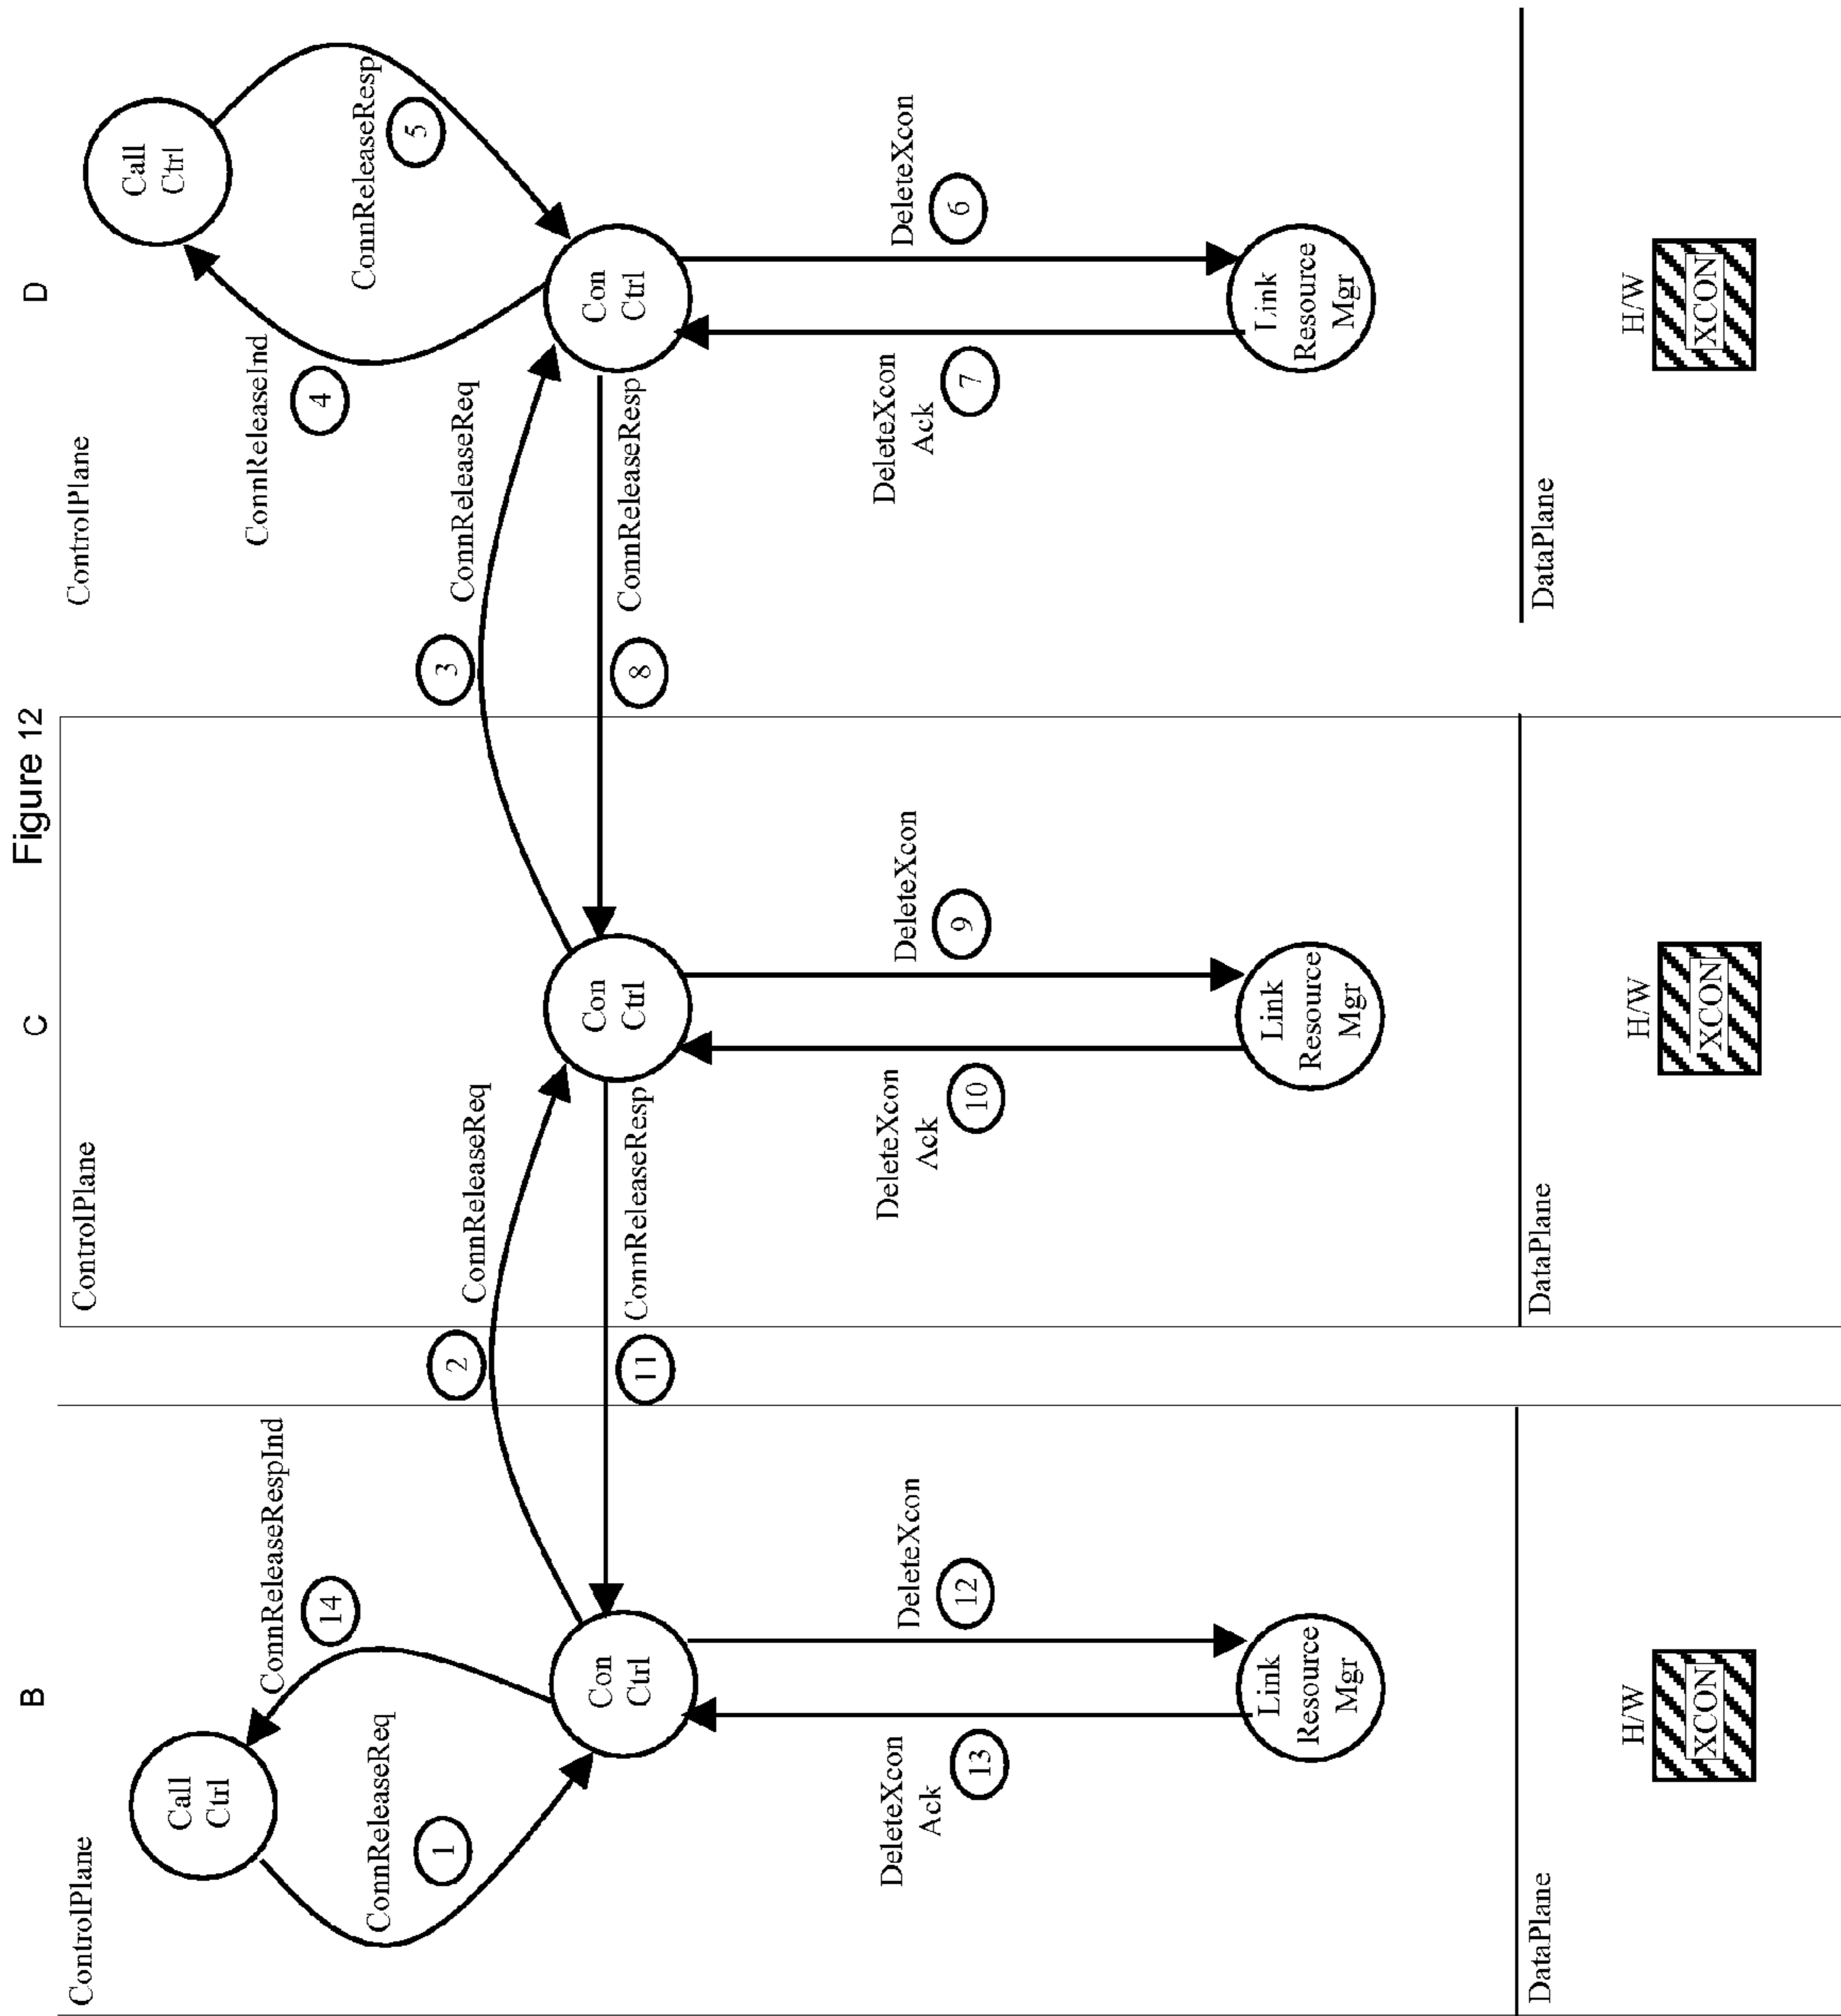 Figure 12
B
C
D
ControlPlane
Call
Ctrl
ConnReleaseReq
1
ConnReleaseRespInd
14
Con
Ctrl
ConnReleaseReq
2
11
ConnReleaseResp
DeleteXcon
Ack
13
DeleteXcon
12
Link
Resource
Mgr
DataPlane
H/W
XCON
ControlPlane
Con
Ctrl
ConnReleaseReq
3
8
ConnReleaseResp
DeleteXcon
Ack
10
DeleteXcon
9
Link
Resource
Mgr
DataPlane
H/W
XCON
ControlPlane
Call
Ctrl
ConnReleaseInd
4
ConnReleaseResp
5
Con
Ctrl
DeleteXcon
Ack
7
DeleteXcon
6
Link
Resource
Mgr
DataPlane
H/W
XCON